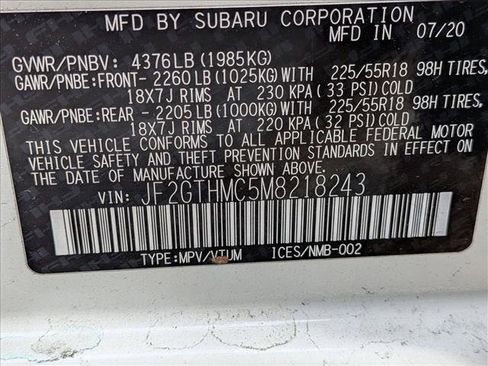 MFD BY SUBARU CORPORATION
MFD IN 07/20
GVWR/PNBV: 4376LB (1985KG)
GAWR/PNBE:FRONT- 2260LB (1025KG)WITH 225/55R18 98H TIRES,
18X7J RIMS AT 230 KPA (33 PSI)COLD
GAWR/PNBE:REAR - 2205LB (1000KG)WITH 225/55R18 98H TIRES,
18X7J RIMS AT 220 KPA (32 PSI)COLD
THIS VEHICLE CONFORMS TO ALL APPLICABLE FEDERAL MOTOR
VEHICLE SAFETY AND THEFT PREVENTION STANDARDS IN EFFECT ON
THE DATE OF MANUFACTURE SHOWN ABOVE.
VIN: JF2GTHMC5M8218243
TYPE:MPV/VTUM ICES/NMB-002